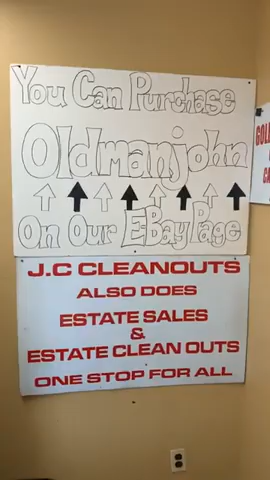 You Can Purchase
Oldmanjohn
On Our E-Bay Page
J.C CLEANOUTS
ALSO DOES
ESTATE SALES
&
ESTATE CLEAN OUTS
ONE STOP FOR ALL